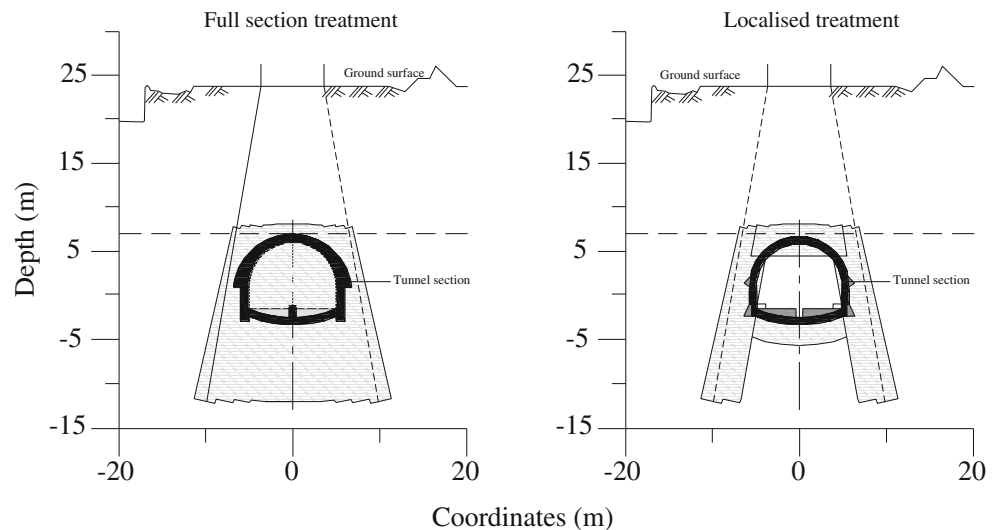 Full section treatment
Localised treatment
Ground surface
Ground surface
25
15
5
-5
-15
25
15
5
-5
-15
Depth (m)
Tunnel section
Tunnel section
-20
0
20
-20
0
20
Coordinates (m)